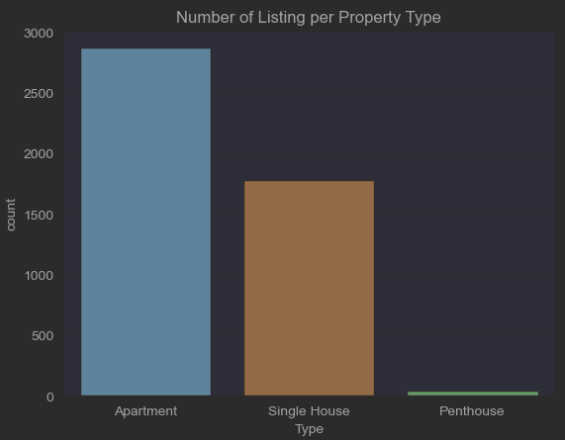 Number of Listing per Property Type
3000
2500
2000
1500
1000
500
0
count
Apartment
Single House
Penthouse
Type